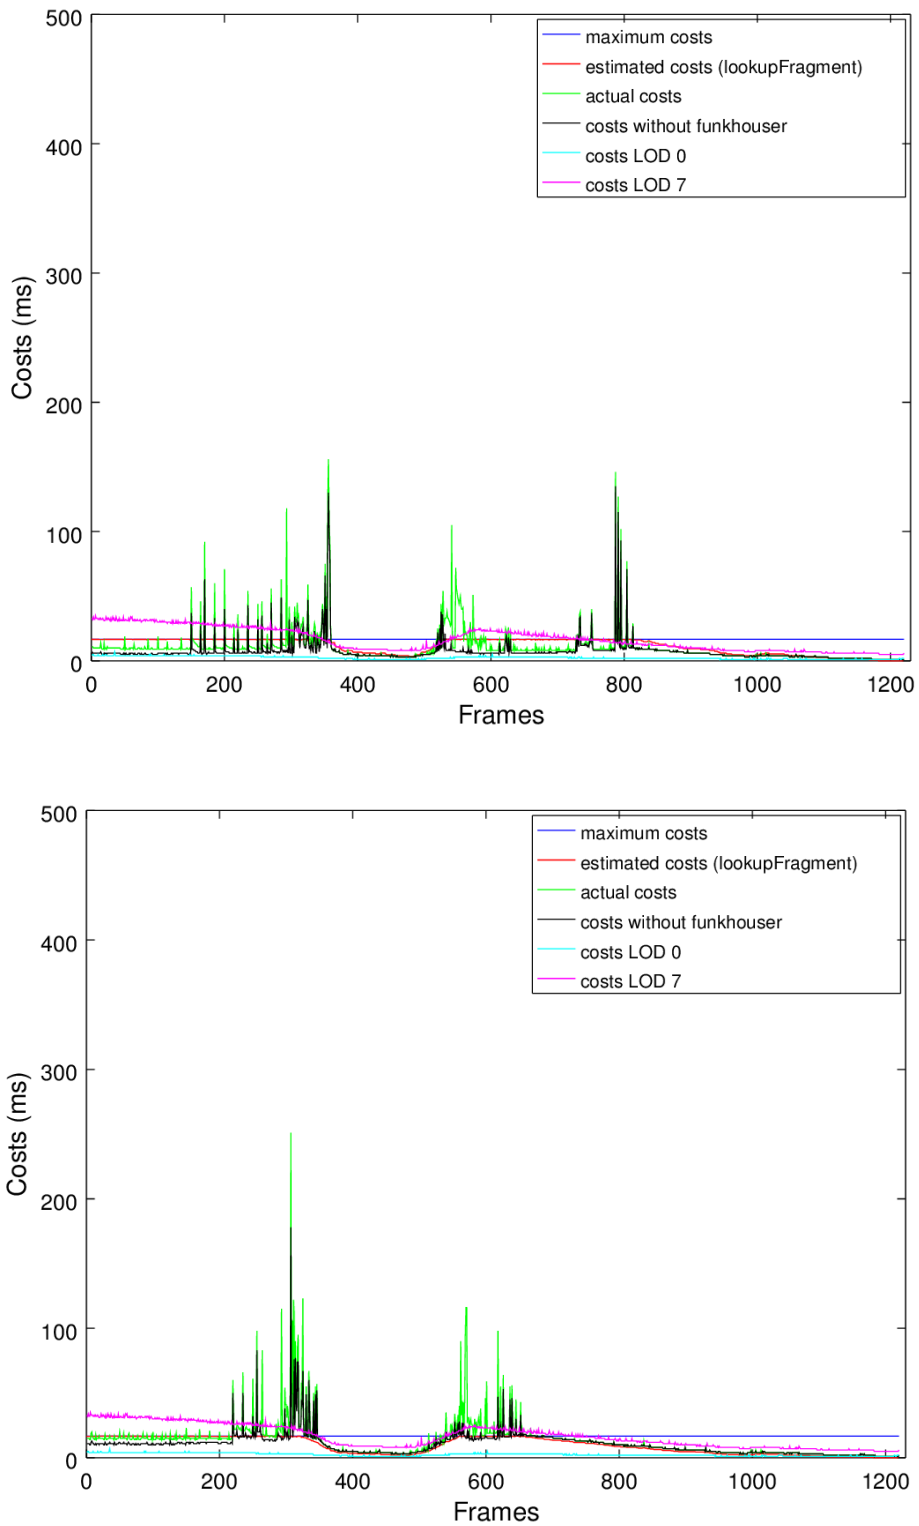 500
400
300
200
100
0
Costs (ms)
maximum costs
estimated costs (lookupFragment)
actual costs
costs without funkhouser
costs LOD 0
costs LOD 7
0 200 400 600 800 1000 1200
Frames
500
400
300
200
100
0
Costs (ms)
maximum costs
estimated costs (lookupFragment)
actual costs
costs without funkhouser
costs LOD 0
costs LOD 7
0 200 400 600 800 1000 1200
Frames